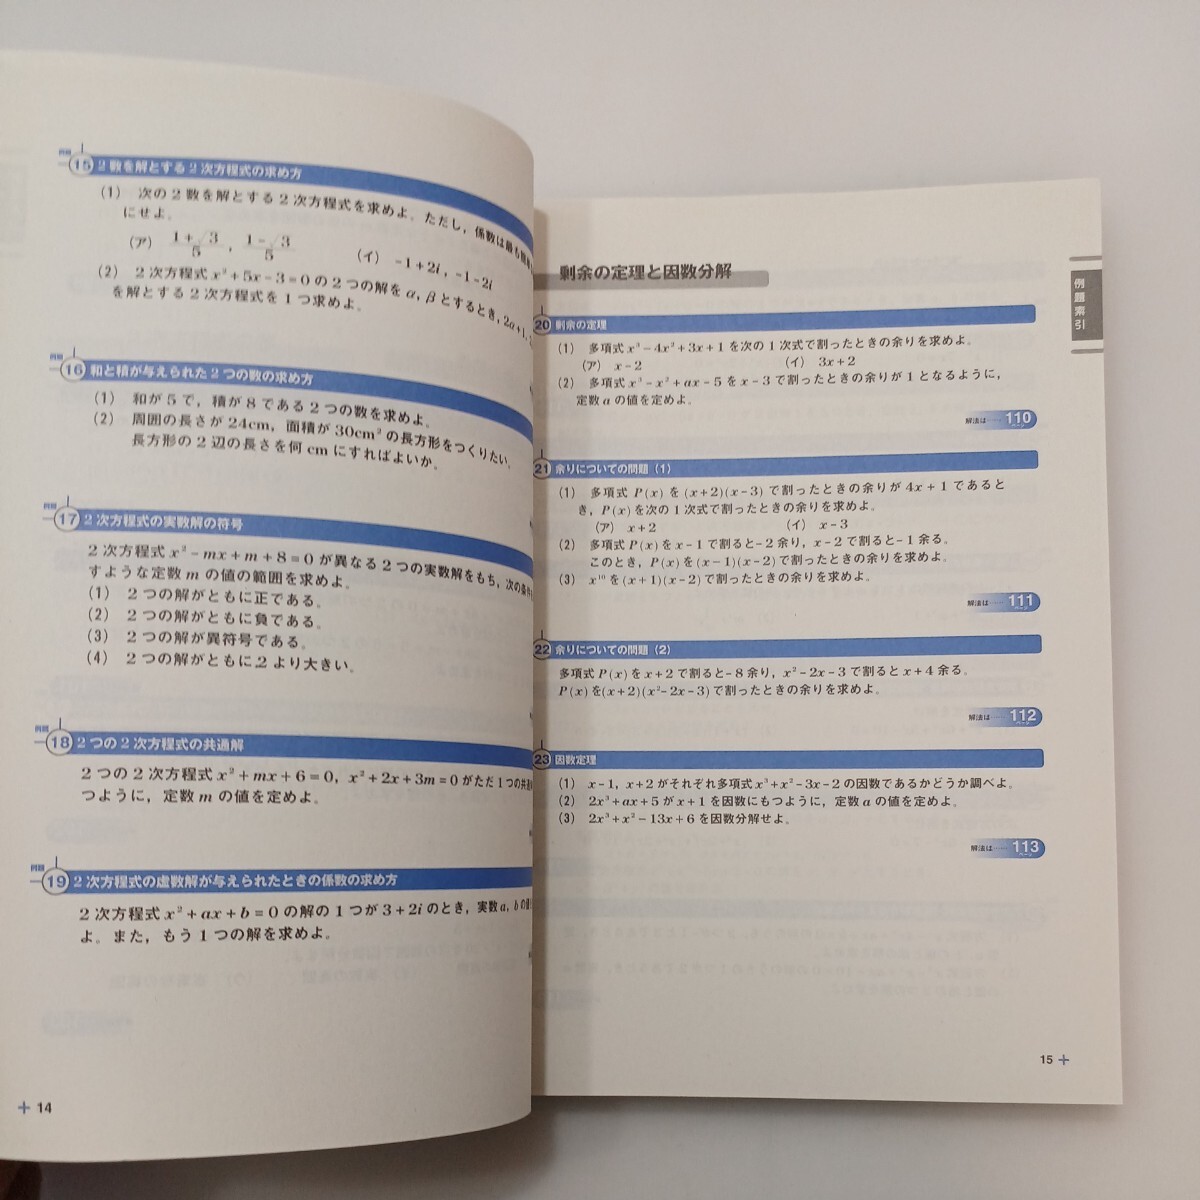 例題 15 2数を解とする2次方程式の求め方
(1) 次の2数を解とする2次方程式を求めよ。ただし，係数は最も簡
にせよ。
(ア) 1+√3/5 , 1-√3/5 (イ) -1+2i, -1-2i
(2) 2次方程式 x²+5x-3=0 の2つの解を α, β とするとき, 2α+1,
を解とする2次方程式を1つ求めよ。
例題 16 和と積が与えられた2つの数の求め方
(1) 和が5で，積が8である2つの数を求めよ。
(2) 周囲の長さが24cm，面積が30cm²の長方形をつくりたい。
長方形の2辺の長さを何cmにすればよいか。
例題 17 2次方程式の実数解の符号
2次方程式 x²-mx+m+8=0 が異なる2つの実数解をもち，次の条件
すような定数 m の値の範囲を求めよ。
(1) 2つの解がともに正である。
(2) 2つの解がともに負である。
(3) 2つの解が異符号である。
(4) 2つの解がともに2より大きい。
例題 18 2つの2次方程式の共通解
2つの2次方程式 x²+mx+6=0, x²+2x+3m=0 がただ1つの共通
つように，定数 m の値を定めよ。
例題 19 2次方程式の虚数解が与えられたときの係数の求め方
2次方程式 x²+ax+b=0 の解の1つが 3+2i のとき，実数 a, b の
よ。また，もう1つの解を求めよ。
14
剰余の定理と因数分解
例題索引
20 剰余の定理
(1) 多項式 x³-4x²+3x+1 を次の1次式で割ったときの余りを求めよ。
(ア) x-2 (イ) 3x+2
(2) 多項式 x³-x²+ax-5 を x-3 で割ったときの余りが1となるように，
定数 a の値を定めよ。
解法は……110ページ
21 余りについての問題(1)
(1) 多項式 P(x) を (x+2)(x-3) で割ったときの余りが 4x+1 であると
き，P(x) を次の1次式で割ったときの余りを求めよ。
(ア) x+2 (イ) x-3
(2) 多項式 P(x) を x-1 で割ると -2 余り，x-2 で割ると -1 余る。
このとき，P(x) を (x-1)(x-2) で割ったときの余りを求めよ。
(3) x¹⁰ を (x+1)(x-2) で割ったときの余りを求めよ。
解法は……111ページ
22 余りについての問題(2)
多項式 P(x) を x+2 で割ると -8 余り，x²-2x-3 で割ると x+4 余る。
P(x) を (x+2)(x²-2x-3) で割ったときの余りを求めよ。
解法は……112ページ
23 因数定理
(1) x-1, x+2 がそれぞれ多項式 x³+x²-3x-2 の因数であるかどうか調べよ。
(2) 2x³+ax+5 が x+1 を因数にもつように，定数 a の値を定めよ。
(3) 2x³+x²-13x+6 を因数分解せよ。
解法は……113ページ
15